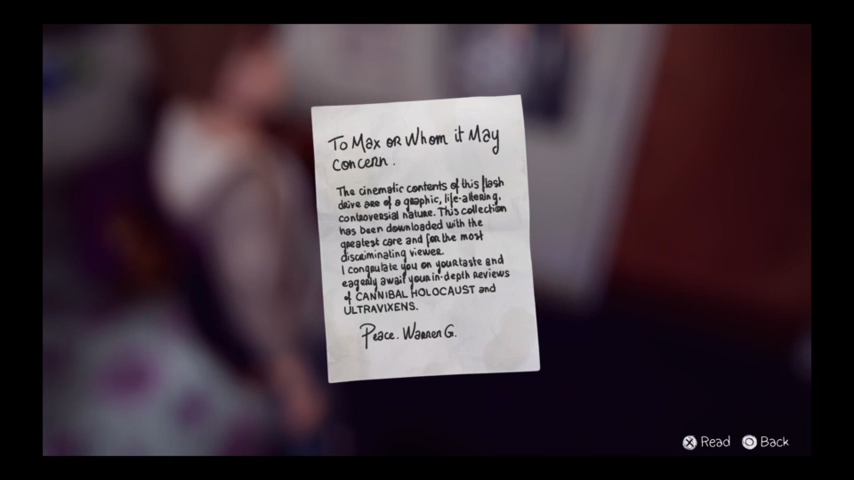 To Max or Whom it May
Concern.
The cinematic contents of this flash
drive are of a graphic, life-altering,
controversial nature. This collection
has been downloaded with the
greatest care and for the most
discriminating viewer.
I congratulate you on your taste and
eagerly await your in-depth reviews
of CANNIBAL HOLOCAUST and
ULTRAVIXENS.
Peace. Warren G.
Read
Back